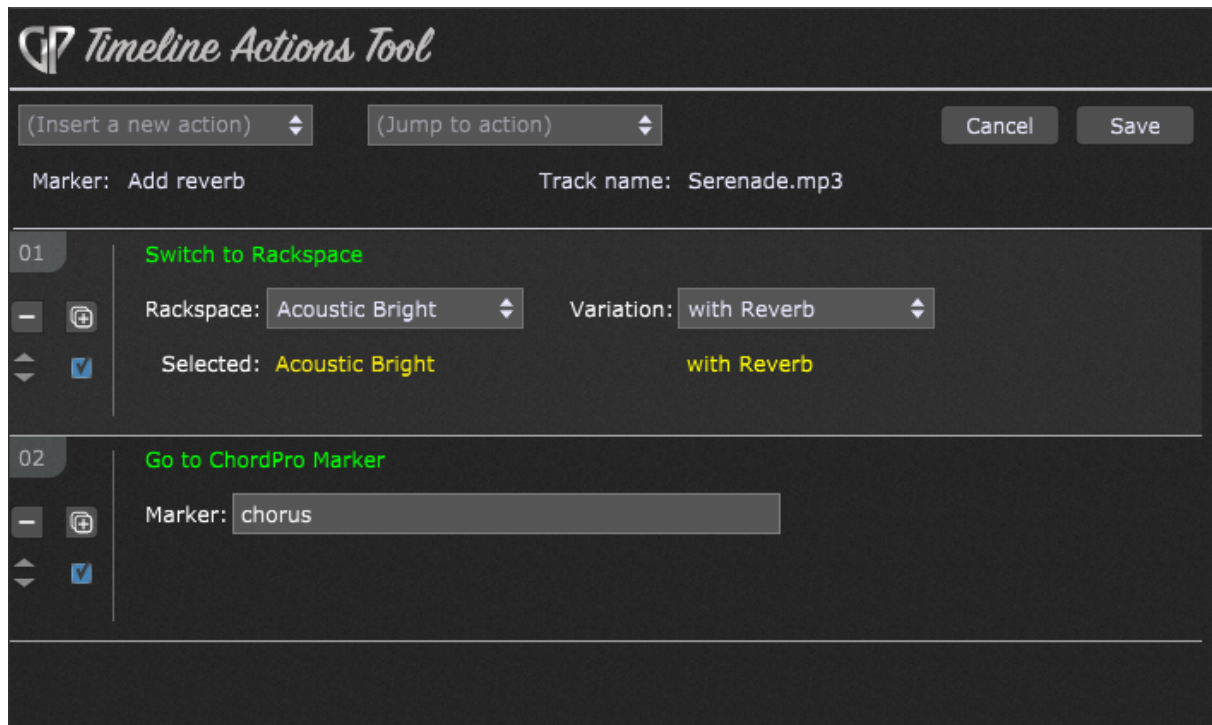 GP Timeline Actions Tool
(Insert a new action) (Jump to action) Cancel Save
Marker: Add reverb Track name: Serenade.mp3
01 Switch to Rackspace
Rackspace: Acoustic Bright Variation: with Reverb
Selected: Acoustic Bright with Reverb
02 Go to ChordPro Marker
Marker: chorus